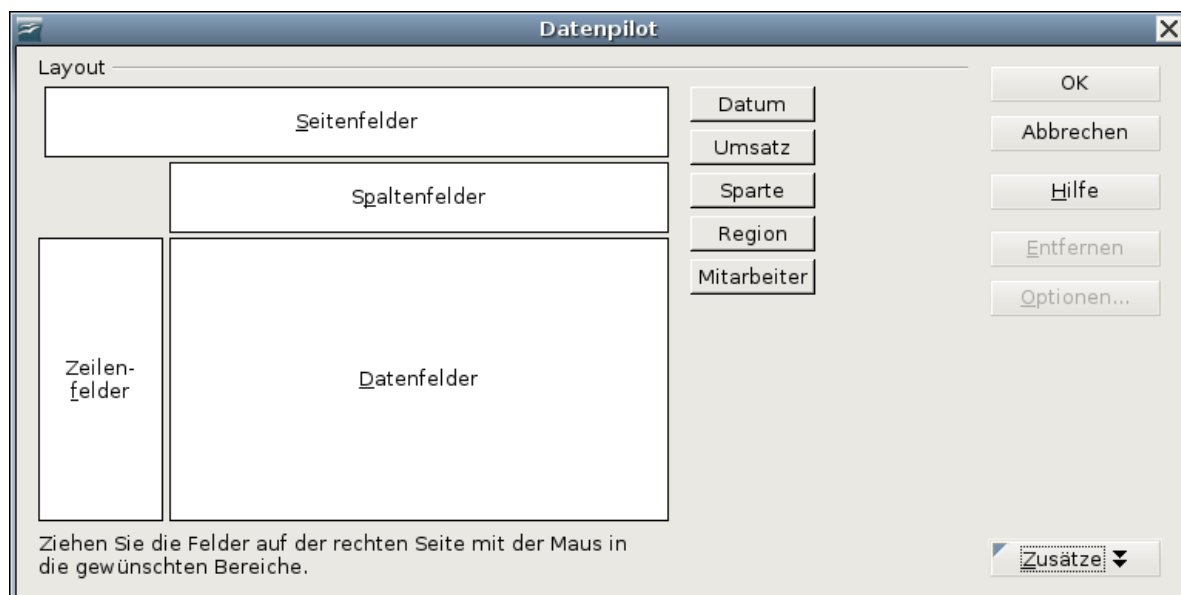 Datenpilot
Layout
Seitenfelder
Spaltenfelder
Zeilen-
felder
Datenfelder
Datum
Umsatz
Sparte
Region
Mitarbeiter
OK
Abbrechen
Hilfe
Entfernen
Optionen...
Ziehen Sie die Felder auf der rechten Seite mit der Maus in
die gewünschten Bereiche.
Zusätze